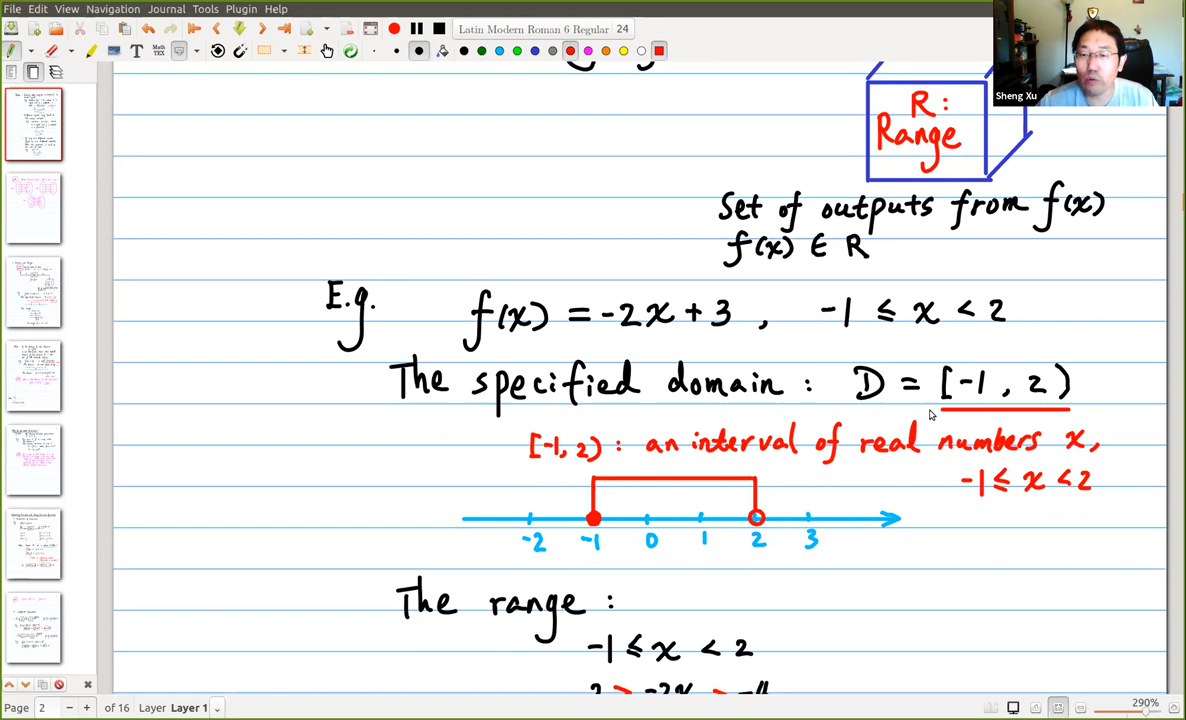 File Edit View Navigation Journal Tools Plugin Help
Latin Modern Roman 6 Regular 24
T MATH TEX
Sheng Xu
R:
Range
Set of outputs from f(x)
f(x) ∈ R
E.g. f(x) = -2x + 3 , -1 ≤ x < 2
The specified domain : D = [-1 , 2)
[-1, 2) : an interval of real numbers x,
-1 ≤ x < 2
-2 -1 0 1 2 3
The range :
-1 ≤ x < 2
Page 2 of 16 Layer Layer 1 290%